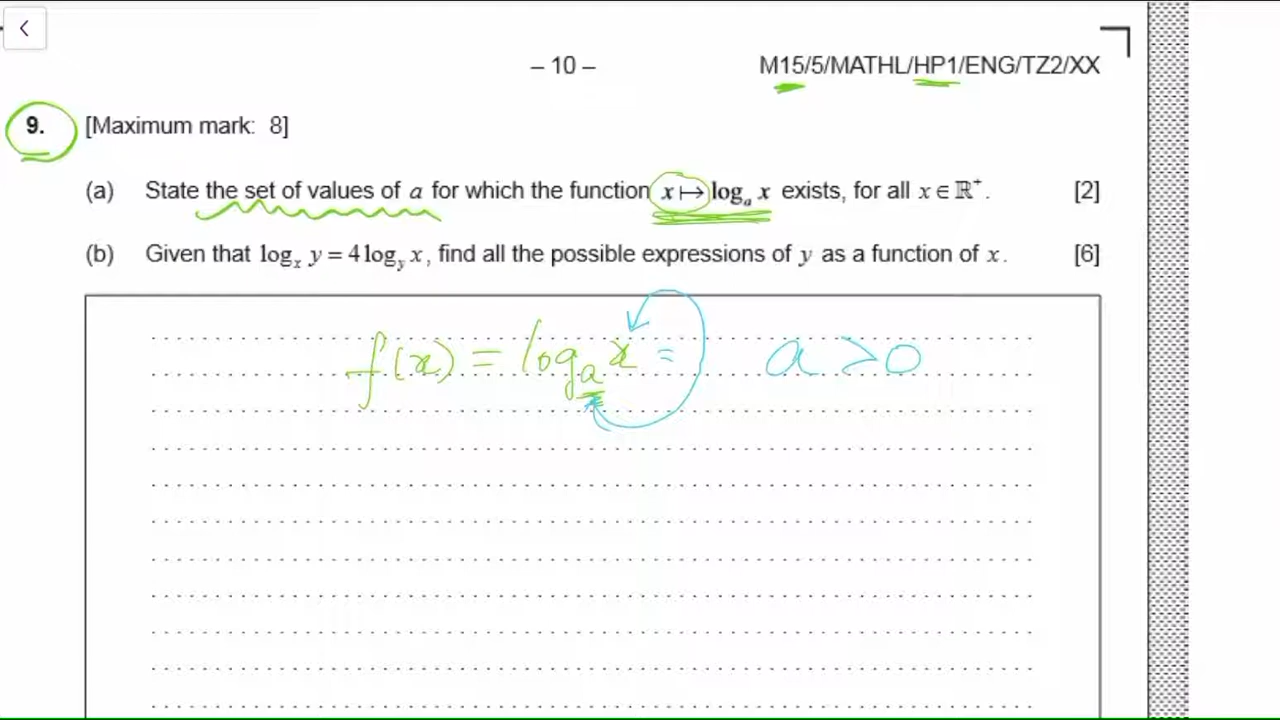 – 10 –
M15/5/MATHL/HP1/ENG/TZ2/XX
9. [Maximum mark: 8]
(a) State the set of values of a for which the function x ↦ logₐ x exists, for all x ∈ ℝ⁺. [2]
(b) Given that logₓ y = 4 log_y x, find all the possible expressions of y as a function of x. [6]
f(x) = logₐ x = a > 0